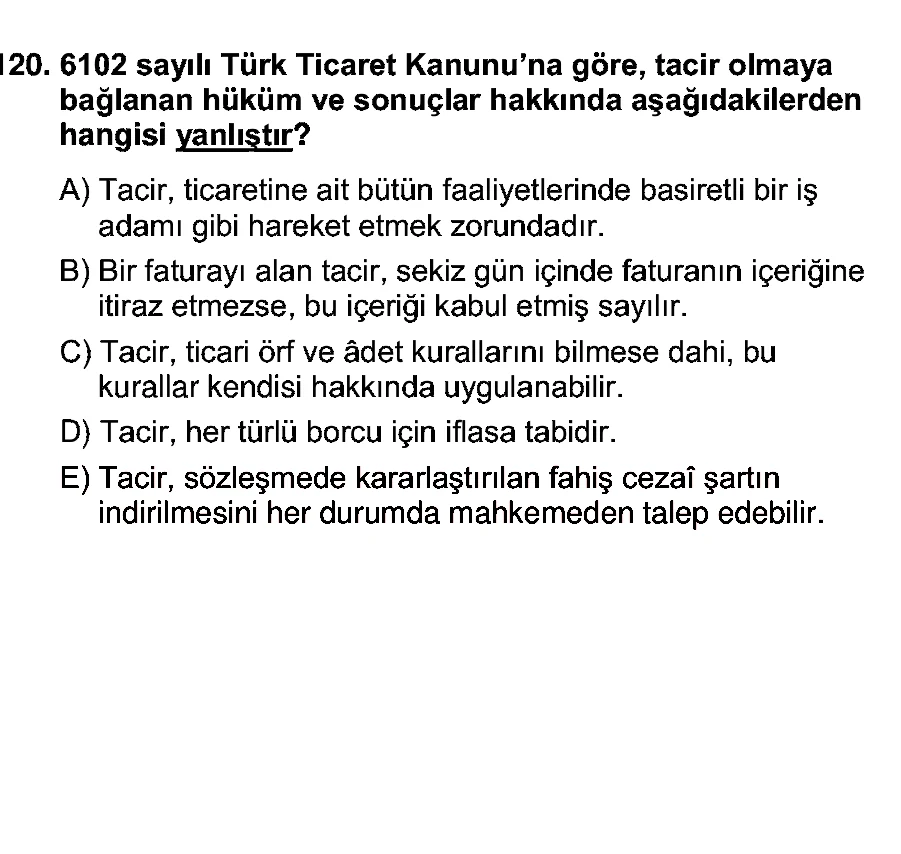 120. 6102 sayılı Türk Ticaret Kanunu’na göre, tacir olmaya
bağlanan hüküm ve sonuçlar hakkında aşağıdakilerden
hangisi yanlıştır?
A) Tacir, ticaretine ait bütün faaliyetlerinde basiretli bir iş
adamı gibi hareket etmek zorundadır.
B) Bir faturayı alan tacir, sekiz gün içinde faturanın içeriğine
itiraz etmezse, bu içeriği kabul etmiş sayılır.
C) Tacir, ticari örf ve âdet kurallarını bilmese dahi, bu
kurallar kendisi hakkında uygulanabilir.
D) Tacir, her türlü borcu için iflasa tabidir.
E) Tacir, sözleşmede kararlaştırılan fahiş cezaî şartın
indirilmesini her durumda mahkemeden talep edebilir.